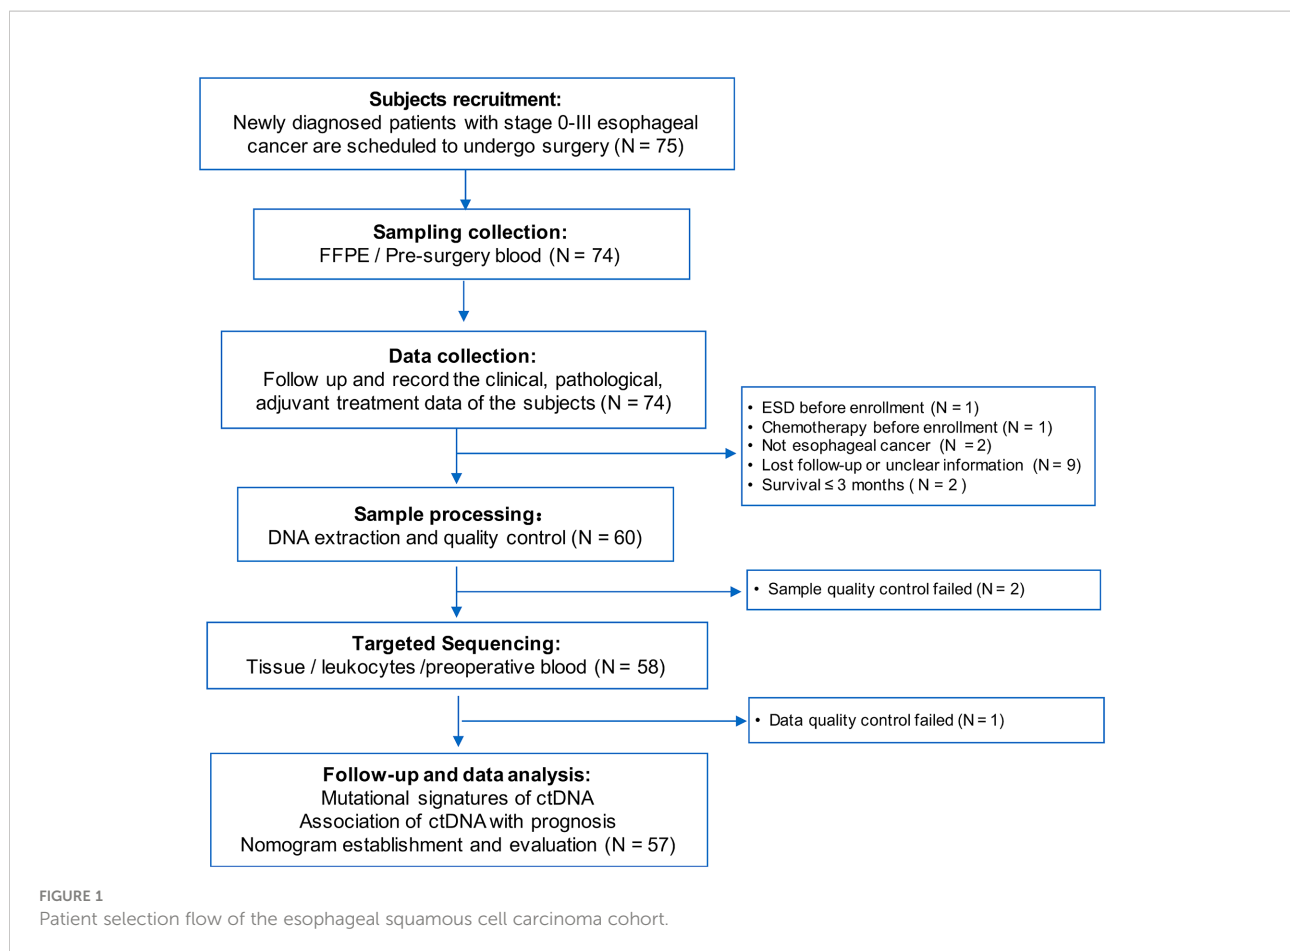 Subjects recruitment:
Newly diagnosed patients with stage 0-III esophageal
cancer are scheduled to undergo surgery (N = 75)
Sampling collection:
FFPE / Pre-surgery blood (N = 74)
Data collection:
Follow up and record the clinical, pathological,
adjuvant treatment data of the subjects (N = 74)
• ESD before enrollment (N = 1)
• Chemotherapy before enrollment (N = 1)
• Not esophageal cancer (N = 2)
• Lost follow-up or unclear information (N = 9)
• Survival ≤ 3 months ( N = 2 )
Sample processing：
DNA extraction and quality control (N = 60)
• Sample quality control failed (N = 2)
Targeted Sequencing:
Tissue / leukocytes /preoperative blood (N = 58)
• Data quality control failed (N = 1)
Follow-up and data analysis:
Mutational signatures of ctDNA
Association of ctDNA with prognosis
Nomogram establishment and evaluation (N = 57)
FIGURE 1
Patient selection flow of the esophageal squamous cell carcinoma cohort.